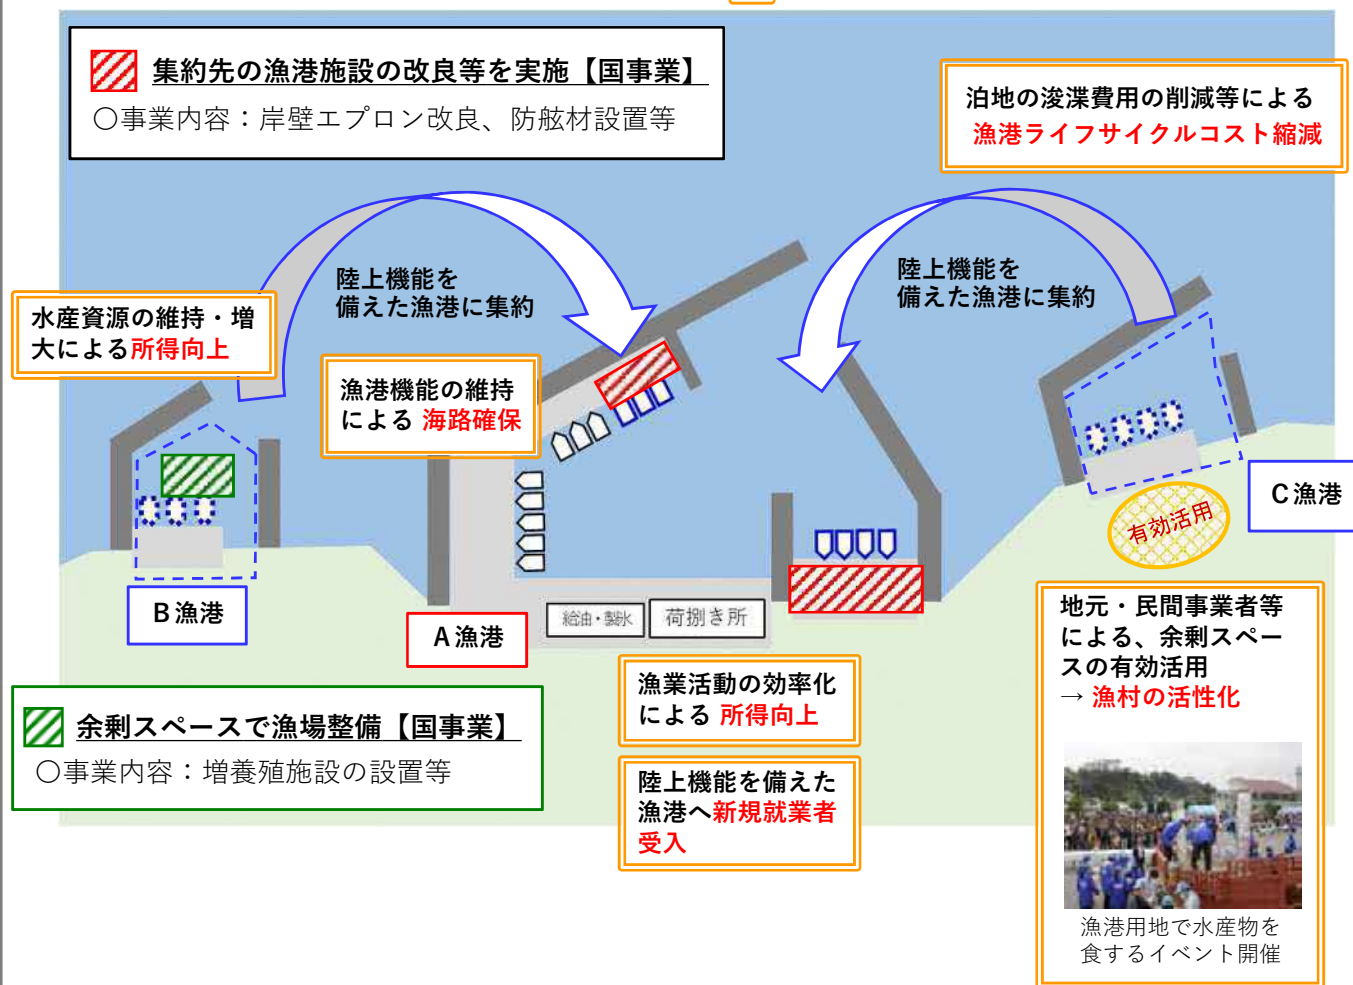 集約先の漁港施設の改良等を実施【国事業】
〇事業内容：岸壁エプロン改良、防舷材設置等
泊地の浚渫費用の削減等による
漁港ライフサイクルコスト縮減
陸上機能を
備えた漁港に集約
陸上機能を
備えた漁港に集約
水産資源の維持・増
大による所得向上
漁港機能の維持
による 海路確保
有効活用
C漁港
B漁港
A漁港
給油・製氷
荷捌き所
余剰スペースで漁場整備【国事業】
〇事業内容：増養殖施設の設置等
漁業活動の効率化
による 所得向上
陸上機能を備えた
漁港へ新規就業者
受入
地元・民間事業者等
による、余剰スペー
スの有効活用
→ 漁村の活性化
漁港用地で水産物を
食するイベント開催